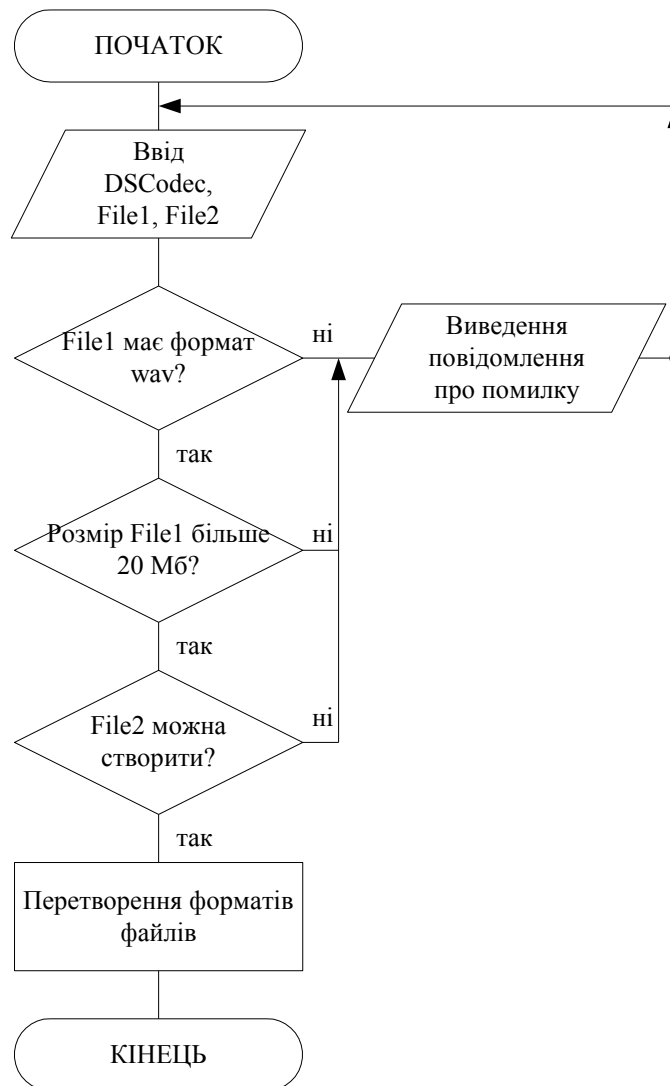 ПОЧАТОК
Ввід
DSCodec,
File1, File2
File1 має формат
wav?
ні
Виведення
повідомлення
про помилку
так
Розмір File1 більше
20 Мб?
ні
так
File2 можна
створити?
ні
так
Перетворення форматів
файлів
КІНЕЦЬ